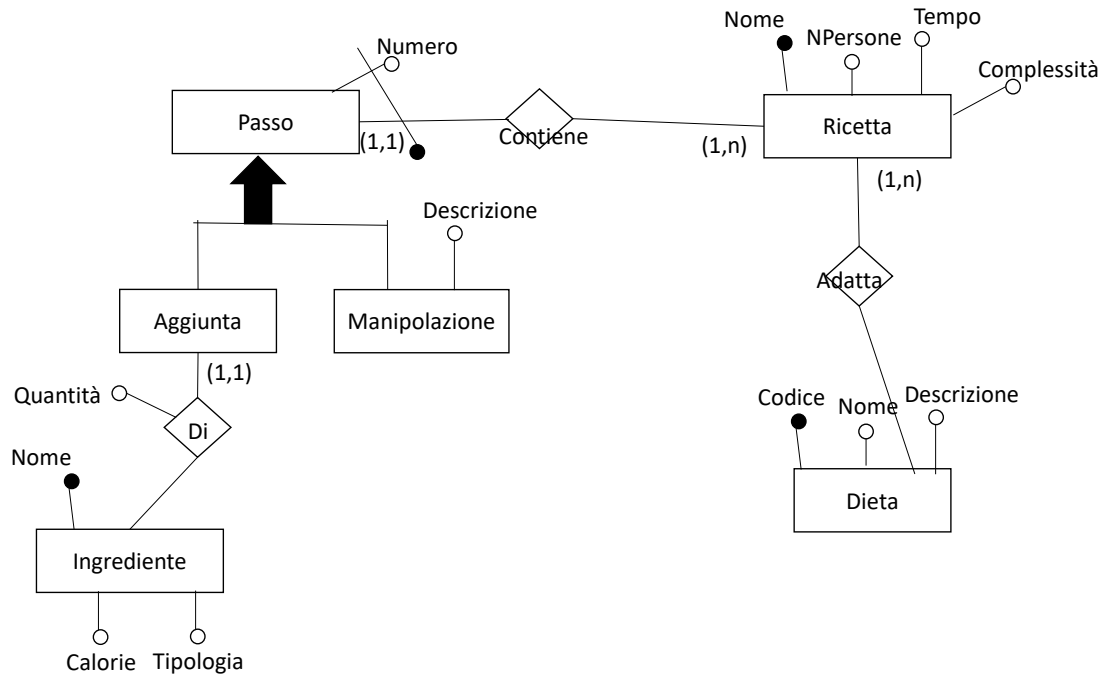 Nome
Tempo
Numero
NPersone
Complessità
Passo
Contiene
Ricetta
(1,1)
(1,n)
(1,n)
Descrizione
Adatta
Aggiunta
Manipolazione
(1,1)
Quantità
Codice
Nome
Descrizione
Di
Nome
Dieta
Ingrediente
Calorie
Tipologia